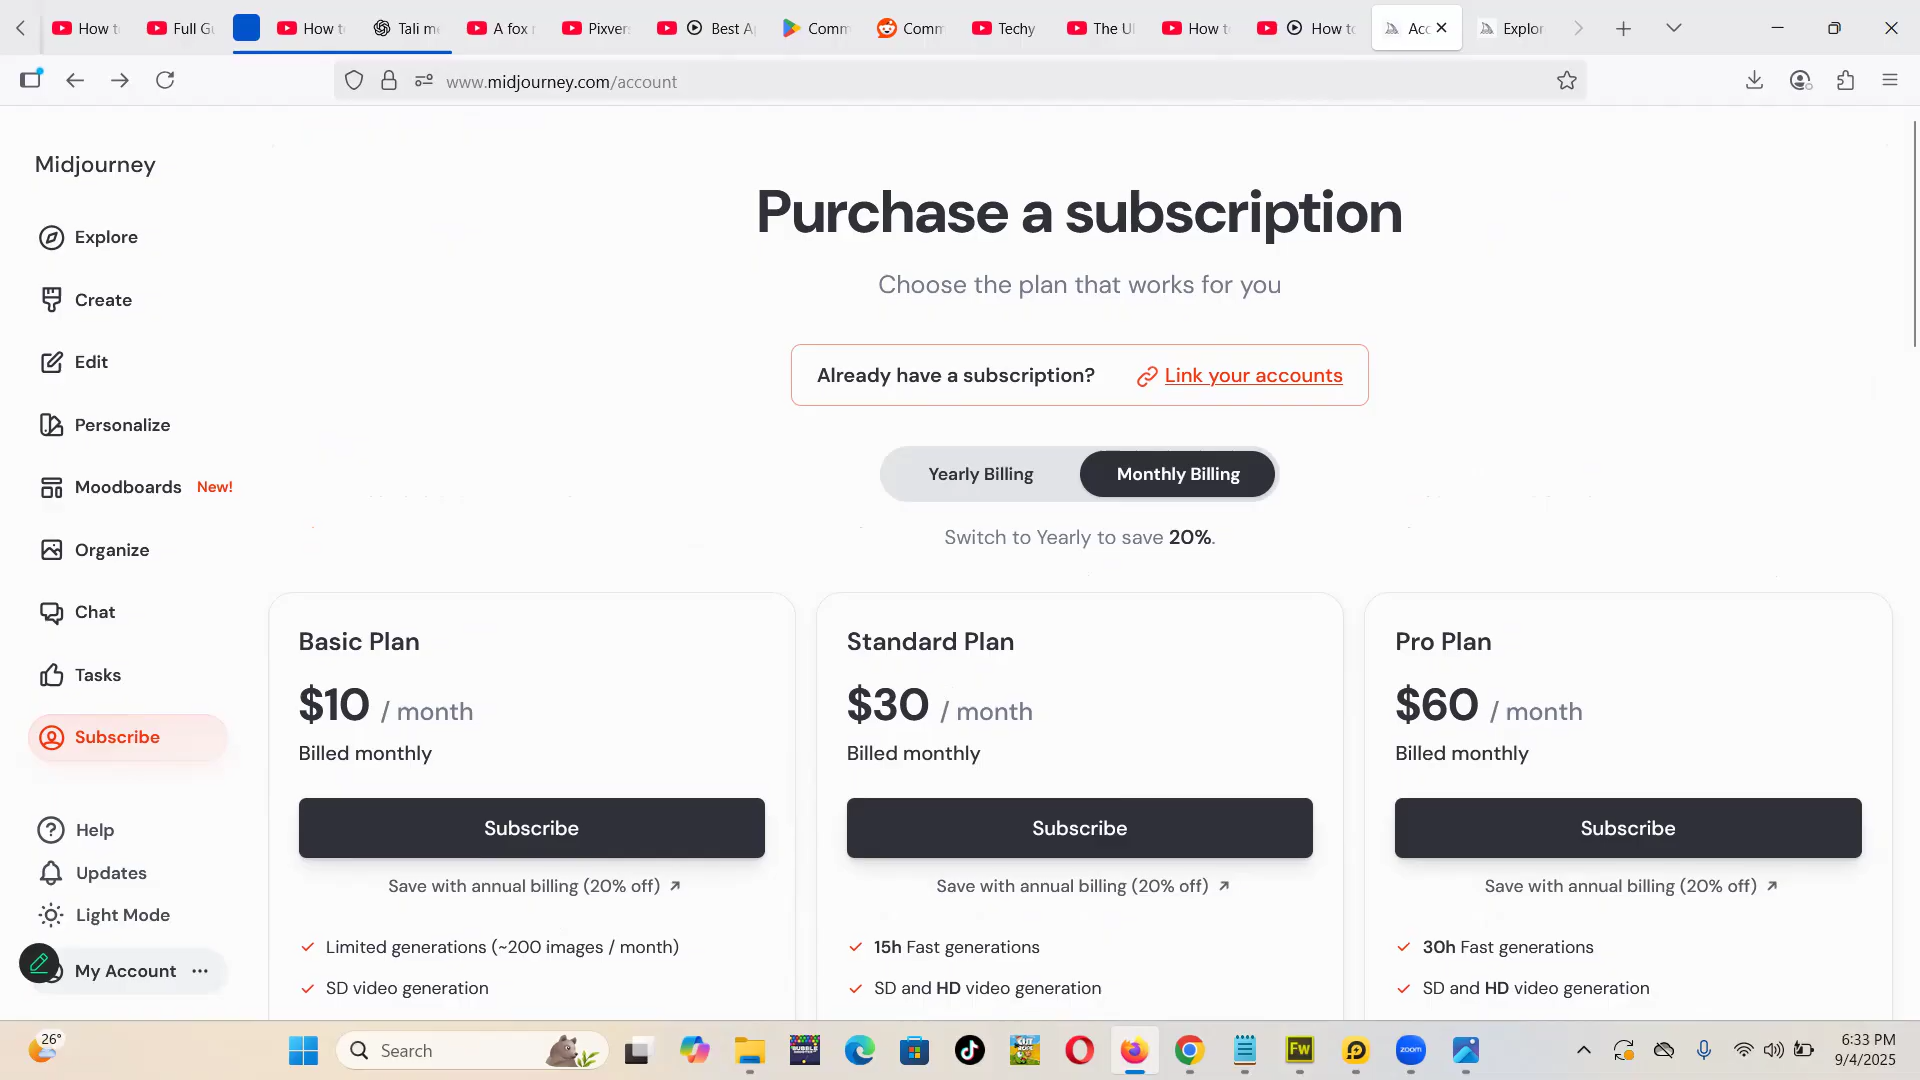 How t
Full Gu
How t
Tali me
A fox r
Pixver
Best A
Comm
Comm
Techy
The Ul
How t
How to
Acc
Explor
www.midjourney.com/account
Midjourney
Explore
Create
Edit
Personalize
Moodboards New!
Organize
Chat
Tasks
Subscribe
Help
Updates
Light Mode
My Account
Purchase a subscription
Choose the plan that works for you
Already have a subscription? Link your accounts
Yearly Billing Monthly Billing
Switch to Yearly to save 20%.
Basic Plan
$10 / month
Billed monthly
Subscribe
Save with annual billing (20% off)
Limited generations (~200 images / month)
SD video generation
Standard Plan
$30 / month
Billed monthly
Subscribe
Save with annual billing (20% off)
15h Fast generations
SD and HD video generation
Pro Plan
$60 / month
Billed monthly
Subscribe
Save with annual billing (20% off)
30h Fast generations
SD and HD video generation
26°
Search
Fw
zoom
6:33 PM
9/4/2025